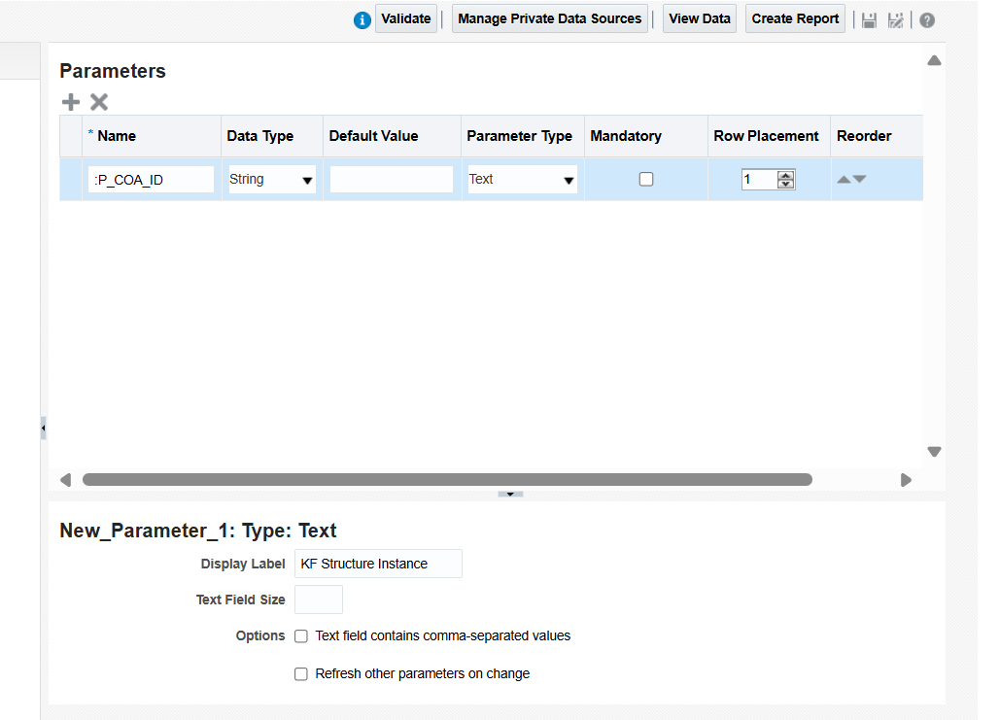 Validate Manage Private Data Sources View Data Create Report
Parameters
* Name Data Type Default Value Parameter Type Mandatory Row Placement Reorder
:P_COA_ID String Text 1
New_Parameter_1: Type: Text
Display Label KF Structure Instance
Text Field Size
Options Text field contains comma-separated values
Refresh other parameters on change